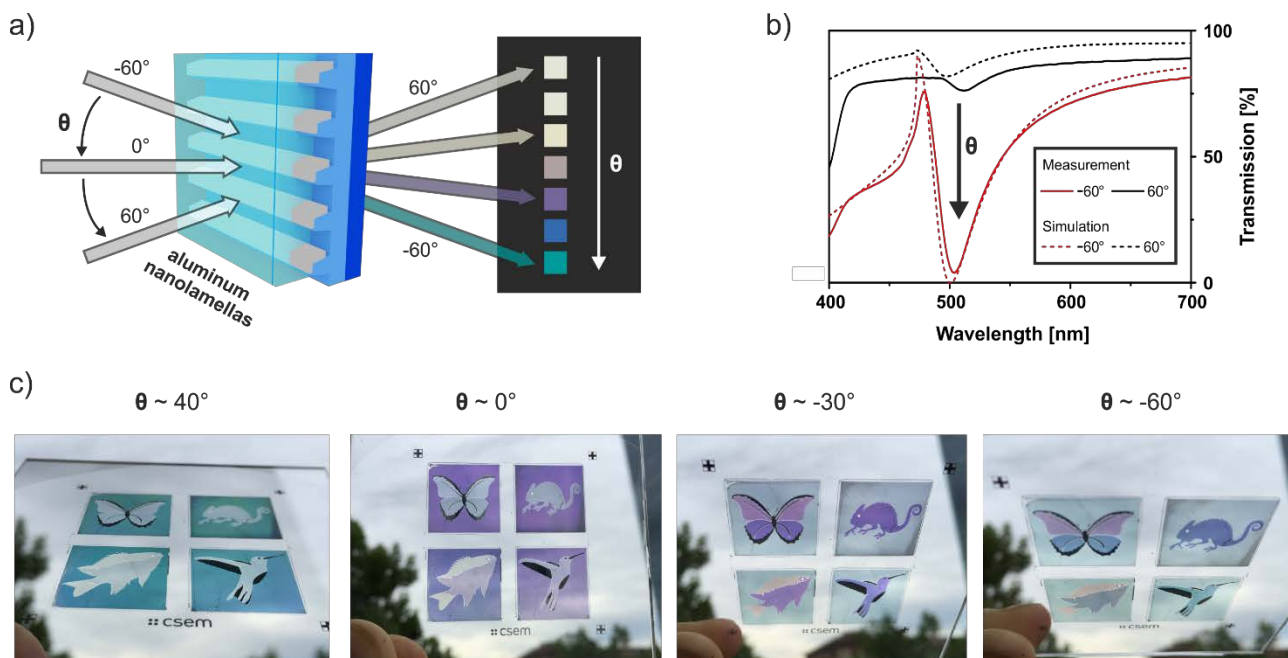 a)
-60°
θ
0°
60°
aluminum
nanolamellas
60°
-60°
θ
b)
100
50
0
Transmission [%]
θ
Measurement
-60° 60°
Simulation
-60° 60°
400 500 600 700
Wavelength [nm]
c)
θ ~ 40°
θ ~ 0°
θ ~ -30°
θ ~ -60°
csem
csem
csem
csem